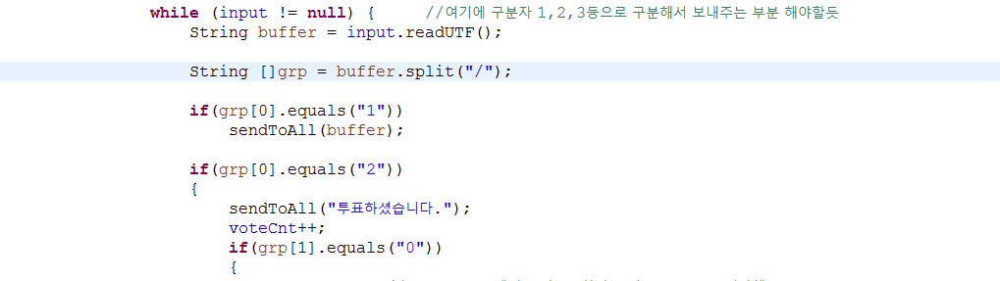 while (input != null) {     //여기에 구분자 1,2,3등으로 구분해서 보내주는 부분 해야할듯
String buffer = input.readUTF();
String []grp = buffer.split("/");
if(grp[0].equals("1"))
sendToAll(buffer);
if(grp[0].equals("2"))
{
sendToAll("투표하셨습니다.");
voteCnt++;
if(grp[1].equals("0"))
{